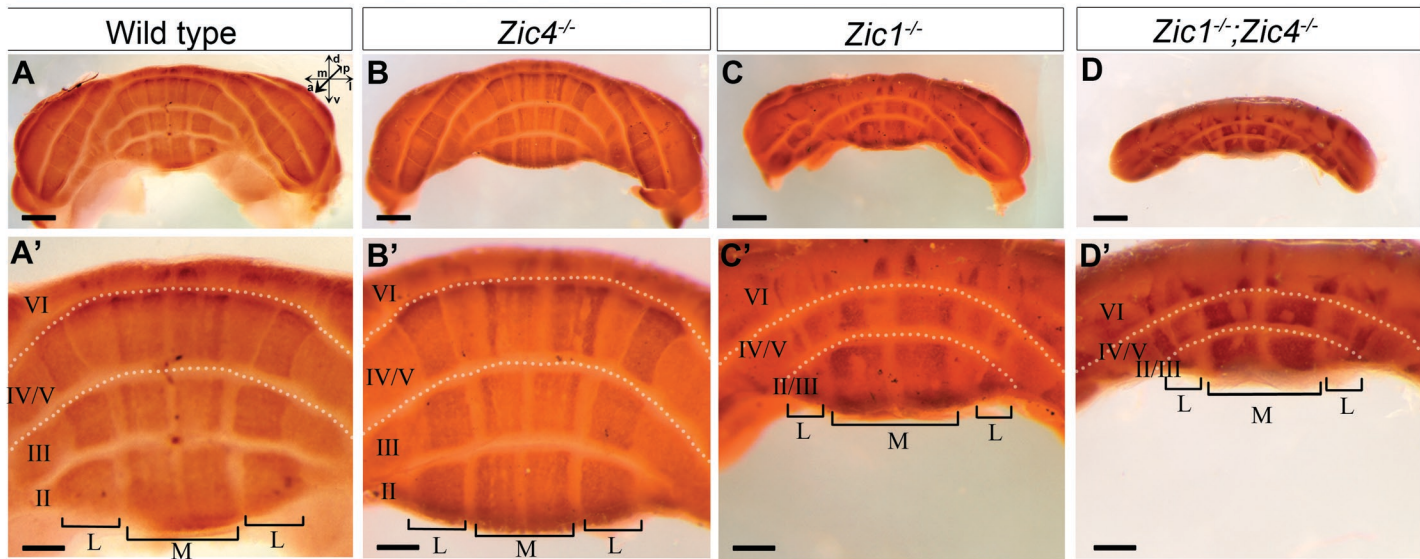 Wild type
Zic4-/-
Zic1-/-
Zic1-/-;Zic4-/-
A
d
m p
a l
v
B
C
D
A'
VI
IV/V
III
II
L M L
B'
VI
IV/V
III
II
L M L
C'
VI
IV/V
II/III
L M L
D'
VI
IV/V
II/III
L M L